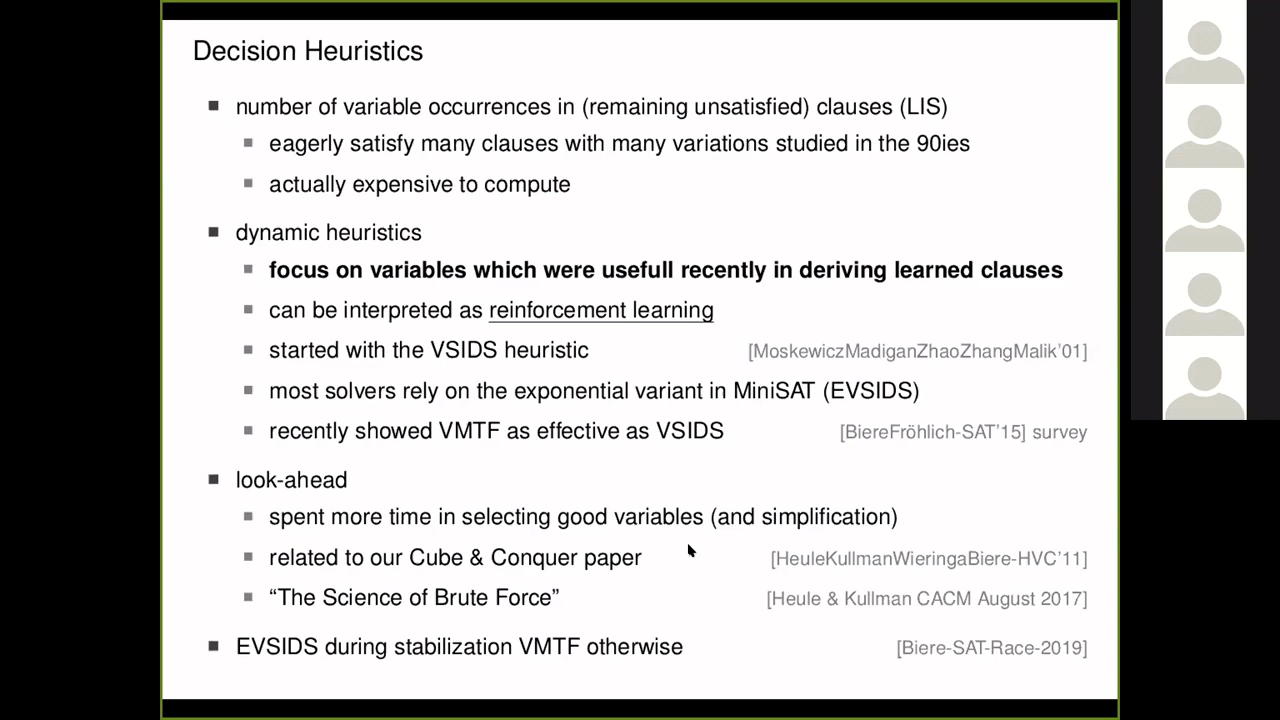 Decision Heuristics
number of variable occurrences in (remaining unsatisfied) clauses (LIS)
eagerly satisfy many clauses with many variations studied in the 90ies
actually expensive to compute
dynamic heuristics
focus on variables which were usefull recently in deriving learned clauses
can be interpreted as reinforcement learning
started with the VSIDS heuristic [MoskewiczMadiganZhaoZhangMalik'01]
most solvers rely on the exponential variant in MiniSAT (EVSIDS)
recently showed VMTF as effective as VSIDS [BiereFröhlich-SAT'15] survey
look-ahead
spent more time in selecting good variables (and simplification)
related to our Cube & Conquer paper [HeuleKullmanWieringaBiere-HVC'11]
“The Science of Brute Force” [Heule & Kullman CACM August 2017]
EVSIDS during stabilization VMTF otherwise [Biere-SAT-Race-2019]